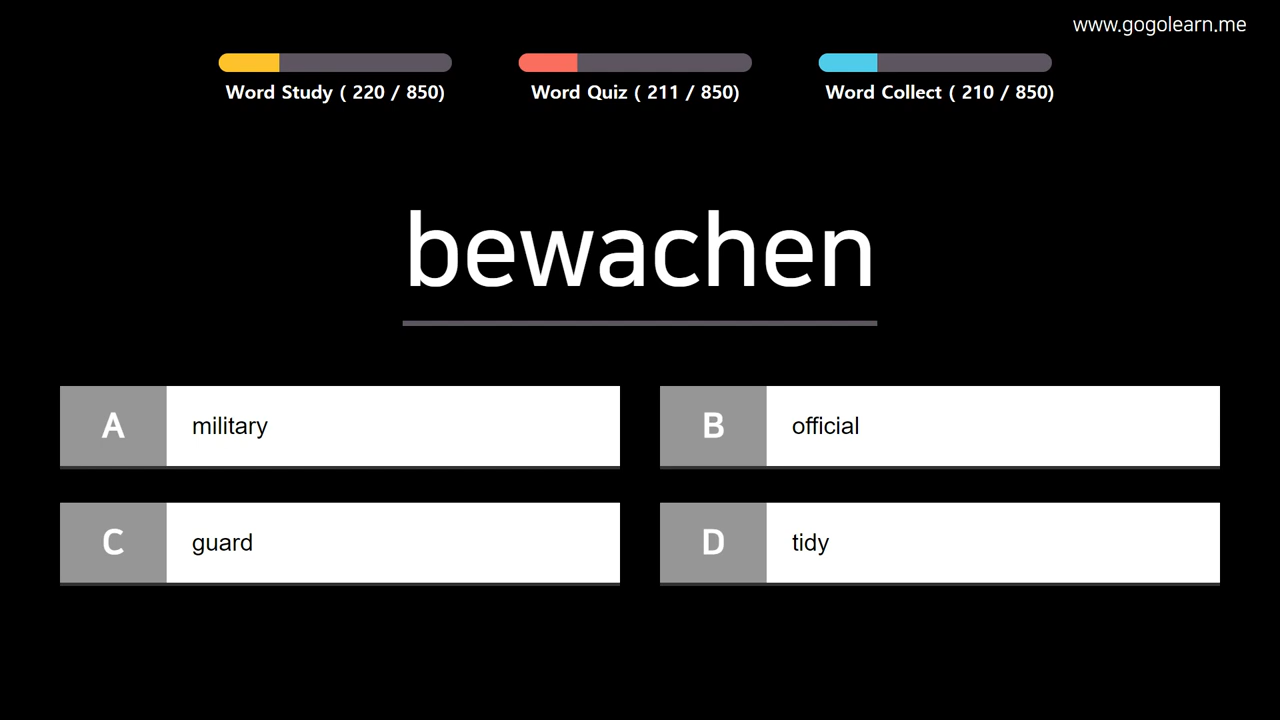 www.gogolearn.me
Word Study ( 220 / 850)
Word Quiz ( 211 / 850)
Word Collect ( 210 / 850)
bewachen
A military
B official
C guard
D tidy